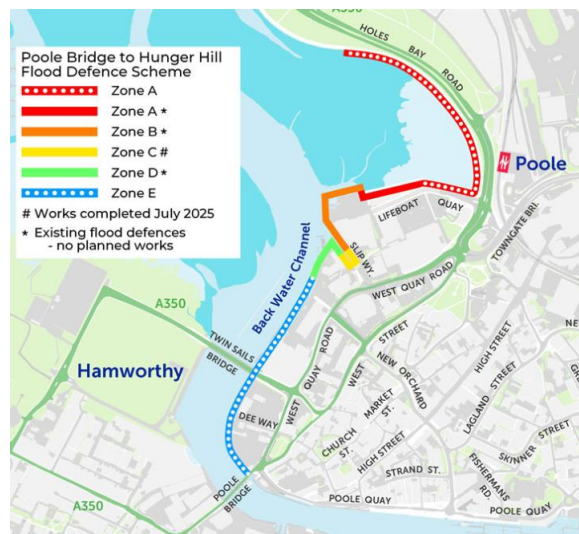 A350
HOLES BAY ROAD
Poole Bridge to Hunger Hill
Flood Defence Scheme
Zone A
Zone A *
Zone B *
Zone C #
Zone D *
Zone E
# Works completed July 2025
* Existing flood defences
- no planned works
Poole
LIFEBOAT QUAY
TOWNGATE BRI.
SLIP WY.
Back Water Channel
WEST QUAY ROAD
A350
TWIN SAILS
BRIDGE
Hamworthy
WEST QUAY ROAD
WEST STREET
NEW ORCHARD
HIGH STREET
LAGLAND STREET
NE
DEE WAY
MARKET
ST.
CHURCH
ST.
HIGH STREET
STRAND ST.
SKINNER STREET
FISHERMANS
RD.
A350
POOLE
BRIDGE
POOLE QUAY
POOLE QUAY